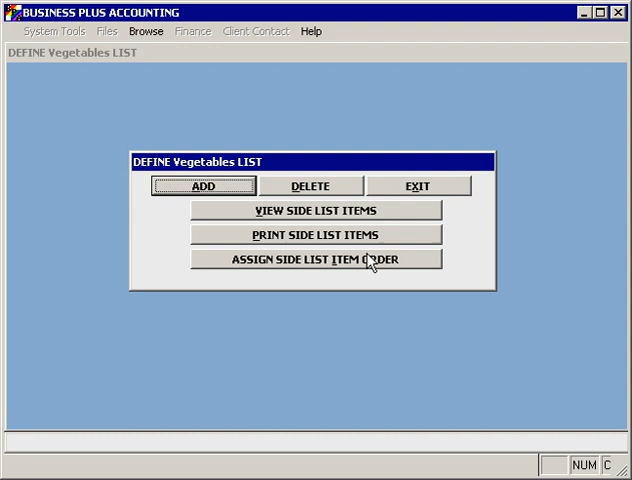 BUSINESS PLUS ACCOUNTING
System Tools Files Browse Finance Client Contact Help
DEFINE Vegetables LIST
DEFINE Vegetables LIST
ADD DELETE EXIT
VIEW SIDE LIST ITEMS
PRINT SIDE LIST ITEMS
ASSIGN SIDE LIST ITEM ORDER
NUM C